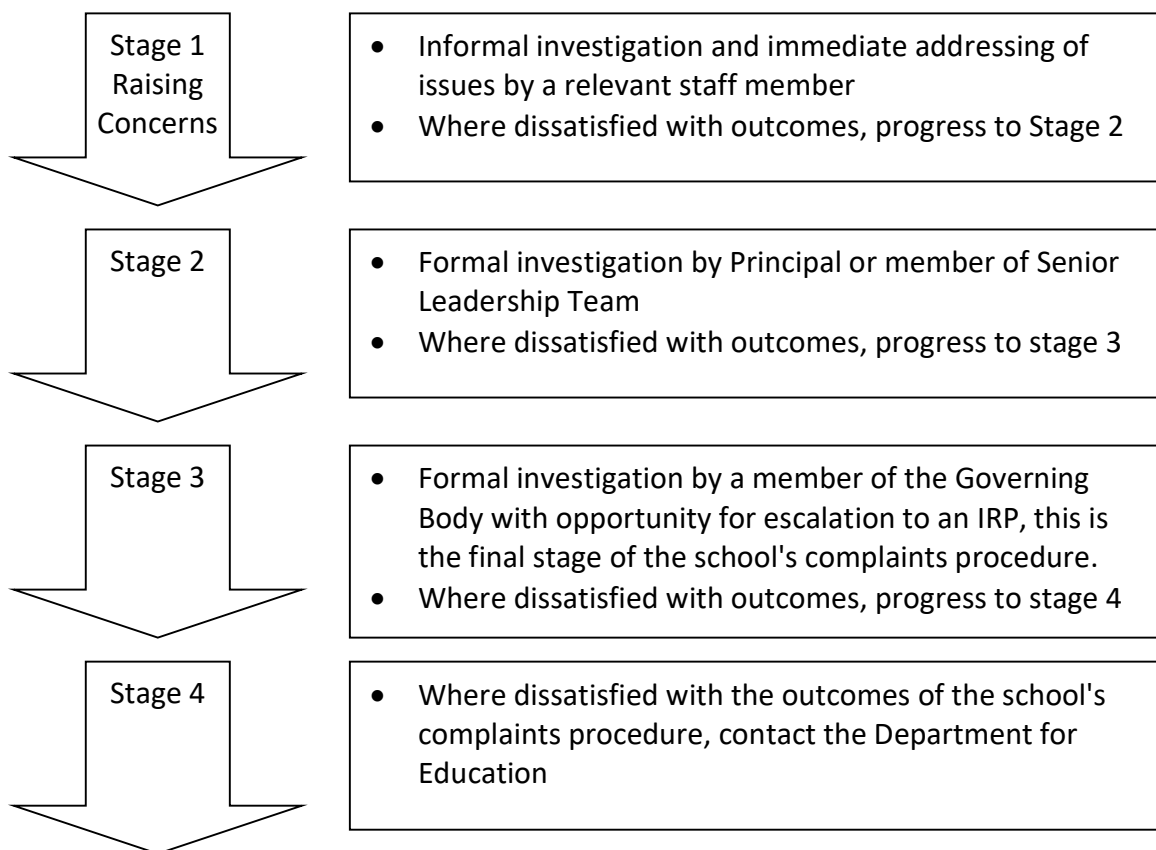 Stage 1
Raising
Concerns
• Informal investigation and immediate addressing of
issues by a relevant staff member
• Where dissatisfied with outcomes, progress to Stage 2
Stage 2
• Formal investigation by Principal or member of Senior
Leadership Team
• Where dissatisfied with outcomes, progress to stage 3
Stage 3
• Formal investigation by a member of the Governing
Body with opportunity for escalation to an IRP, this is
the final stage of the school's complaints procedure.
• Where dissatisfied with outcomes, progress to stage 4
Stage 4
• Where dissatisfied with the outcomes of the school's
complaints procedure, contact the Department for
Education